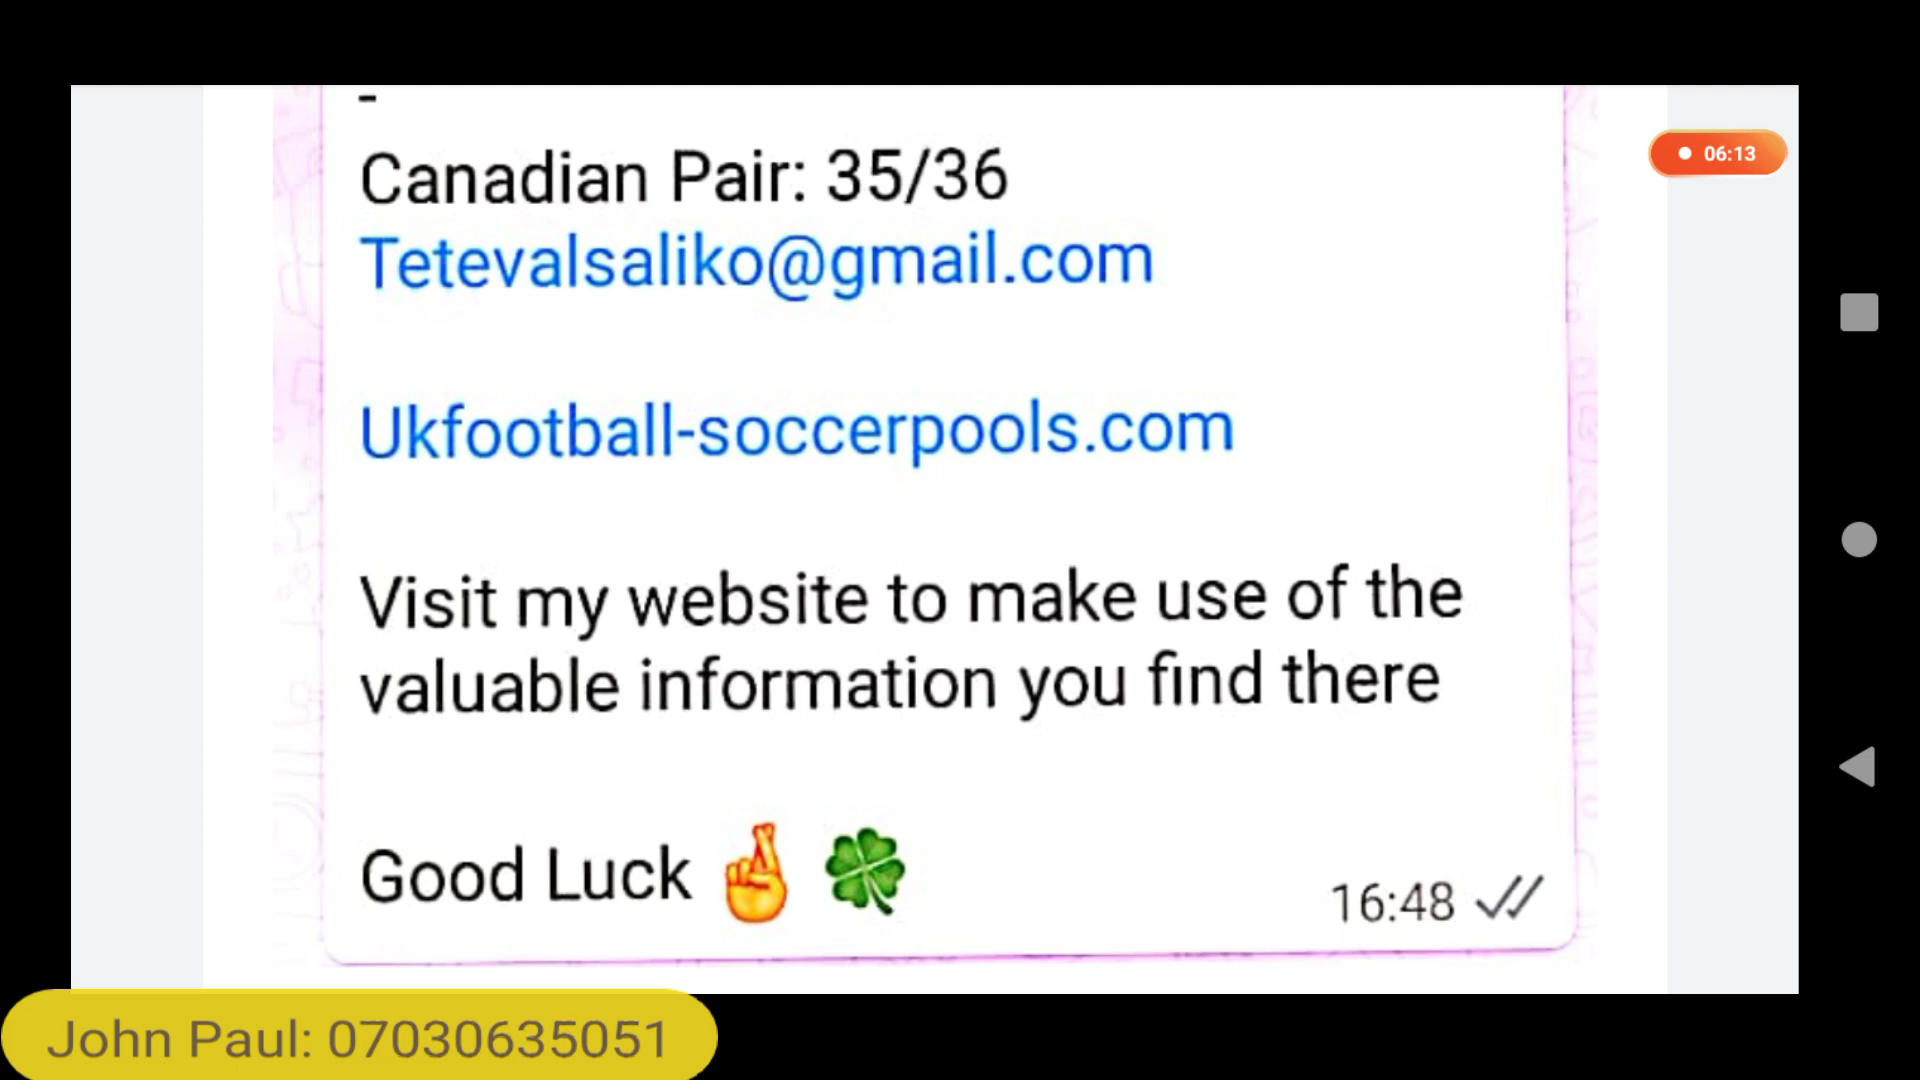 -
Canadian Pair: 35/36
Tetevalsaliko@gmail.com
Ukfootball-soccerpools.com
Visit my website to make use of the
valuable information you find there
Good Luck 🤞 🍀
16:48
06:13
John Paul: 07030635051